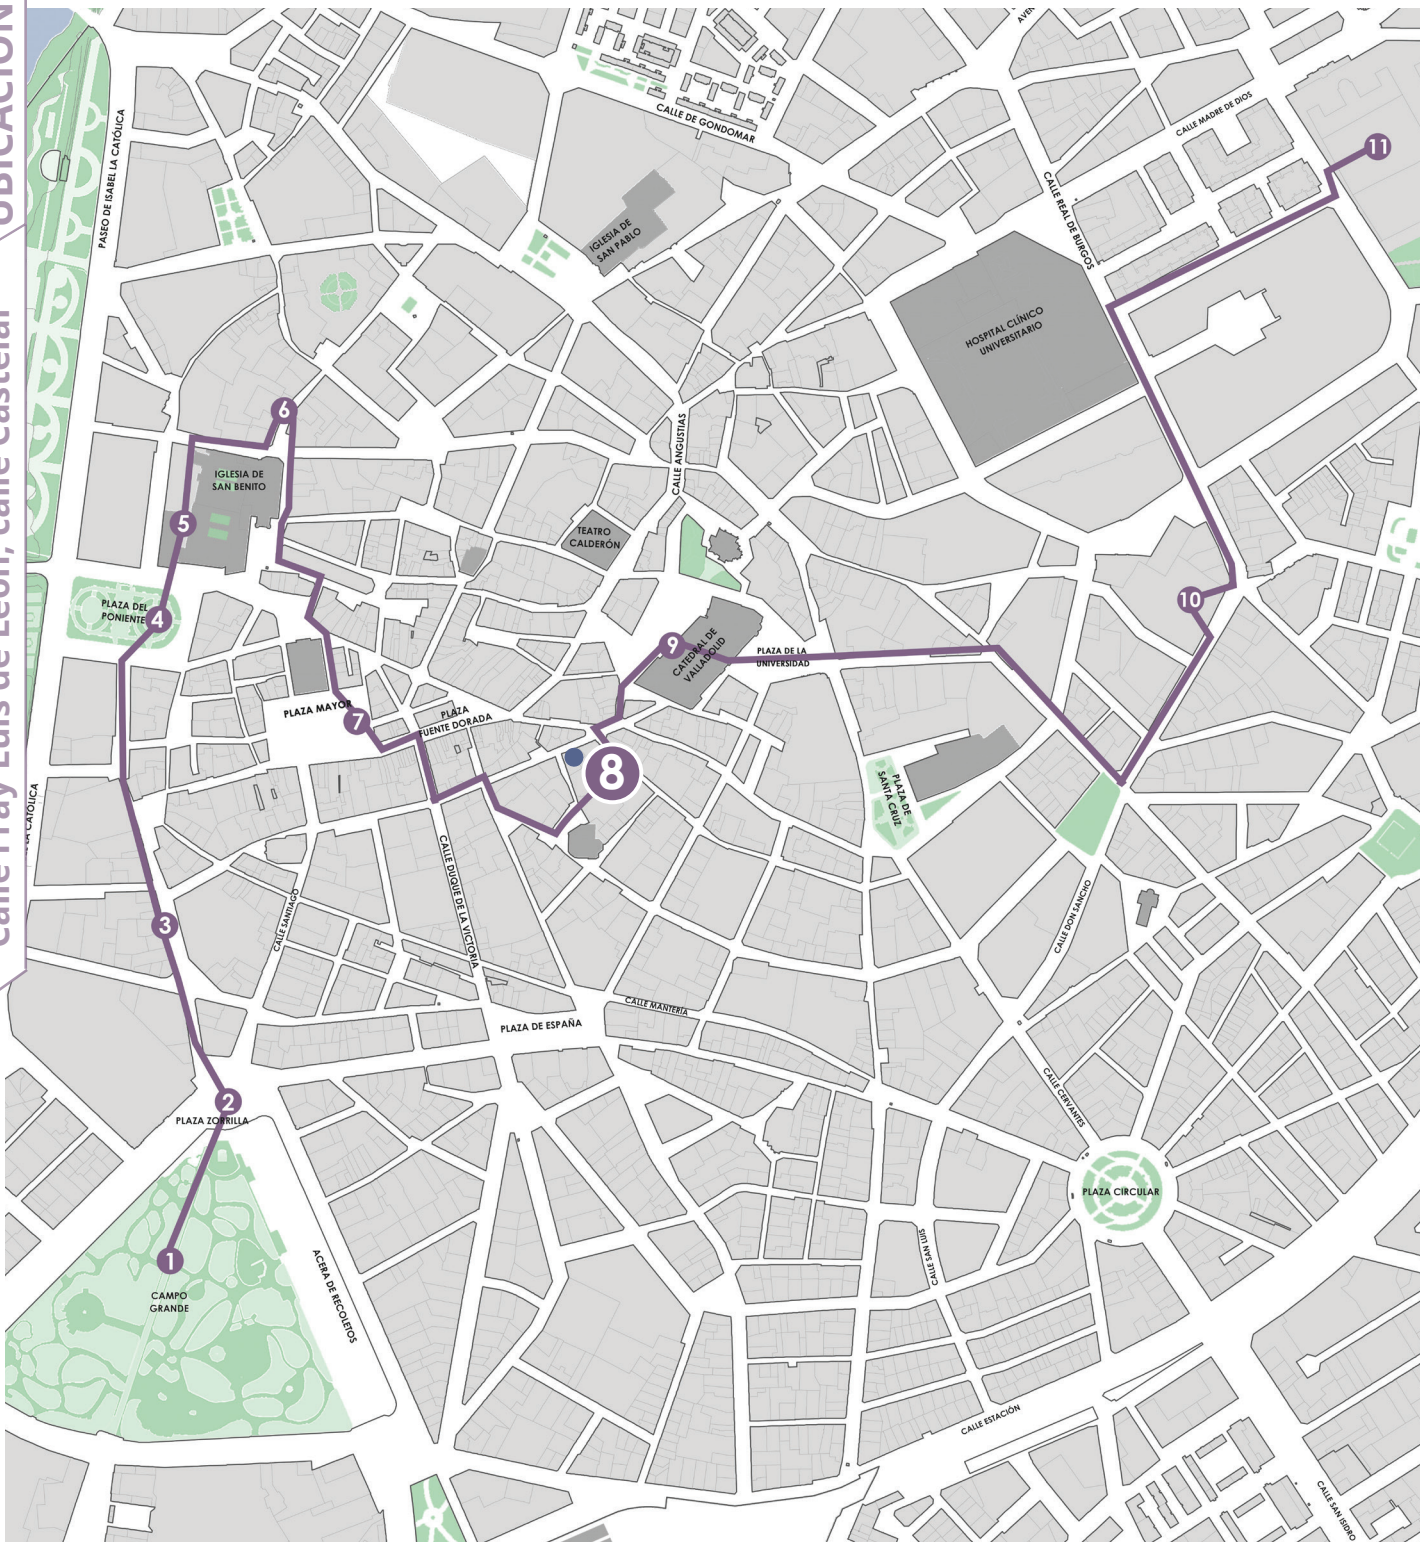 UBICACIÓN
Calle Fray Luis de León, calle Castelar
AVEN
PASEO DE ISABEL LA CATÓLICA
CALLE DE GONDOMAR
CALLE MADRE DE DIOS
11
CALLE REAL DE BURGOS
IGLESIA DE
SAN PABLO
HOSPITAL CLÍNICO
UNIVERSITARIO
6
CALLE ANGUSTIAS
IGLESIA DE
SAN BENITO
5
TEATRO
CALDERÓN
PLAZA DEL
PONIENTE
4
10
9
CATEDRAL DE
VALLADOLID
PLAZA DE LA
UNIVERSIDAD
PLAZA MAYOR
7
PLAZA
FUENTE DORADA
8
PLAZA DE
SANTA CRUZ
LA CATÓLICA
CALLE DUQUE DE LA VICTORIA
CALLE SANTIAGO
3
CALLE DON SANCHO
CALLE MANTERÍA
PLAZA DE ESPAÑA
2
PLAZA ZORRILLA
CALLE CERVANTES
PLAZA CIRCULAR
1
CAMPO
GRANDE
ACERA DE RECOLETOS
CALLE SAN LUIS
CALLE ESTACIÓN
CALLE SAN ISIDRO